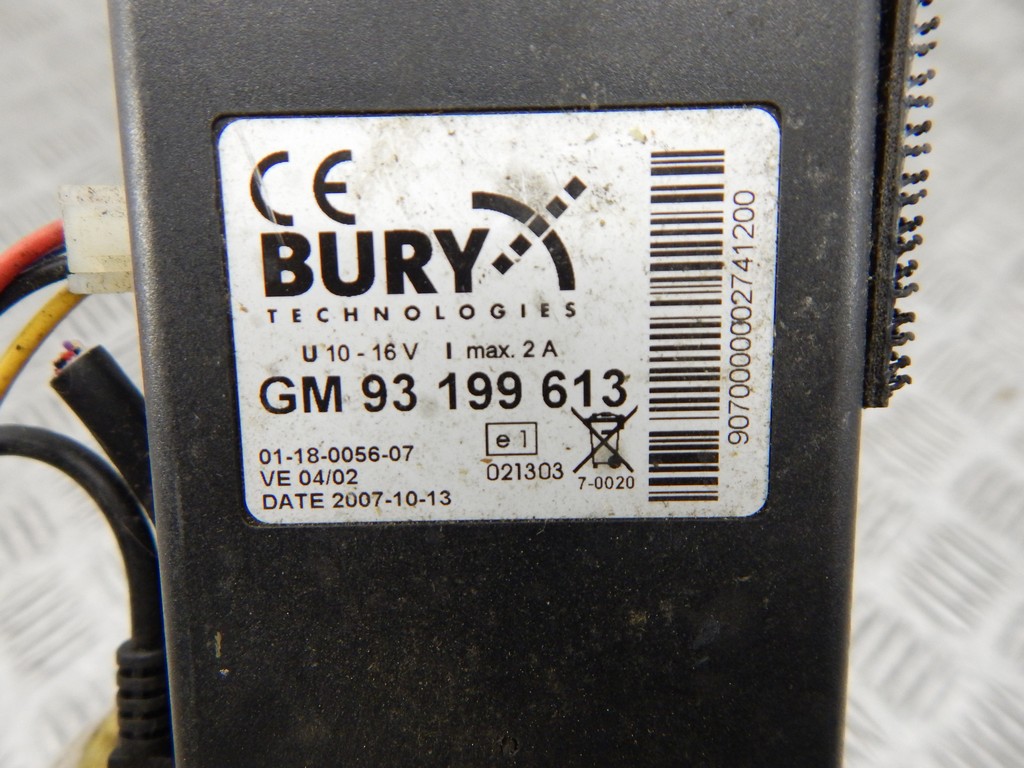 CE
BURY
TECHNOLOGIES
U 10 - 16 V I max. 2 A
GM 93 199 613
01-18-0056-07
VE 04/02
DATE 2007-10-13
e1
021303
7-0020
9070000002741200